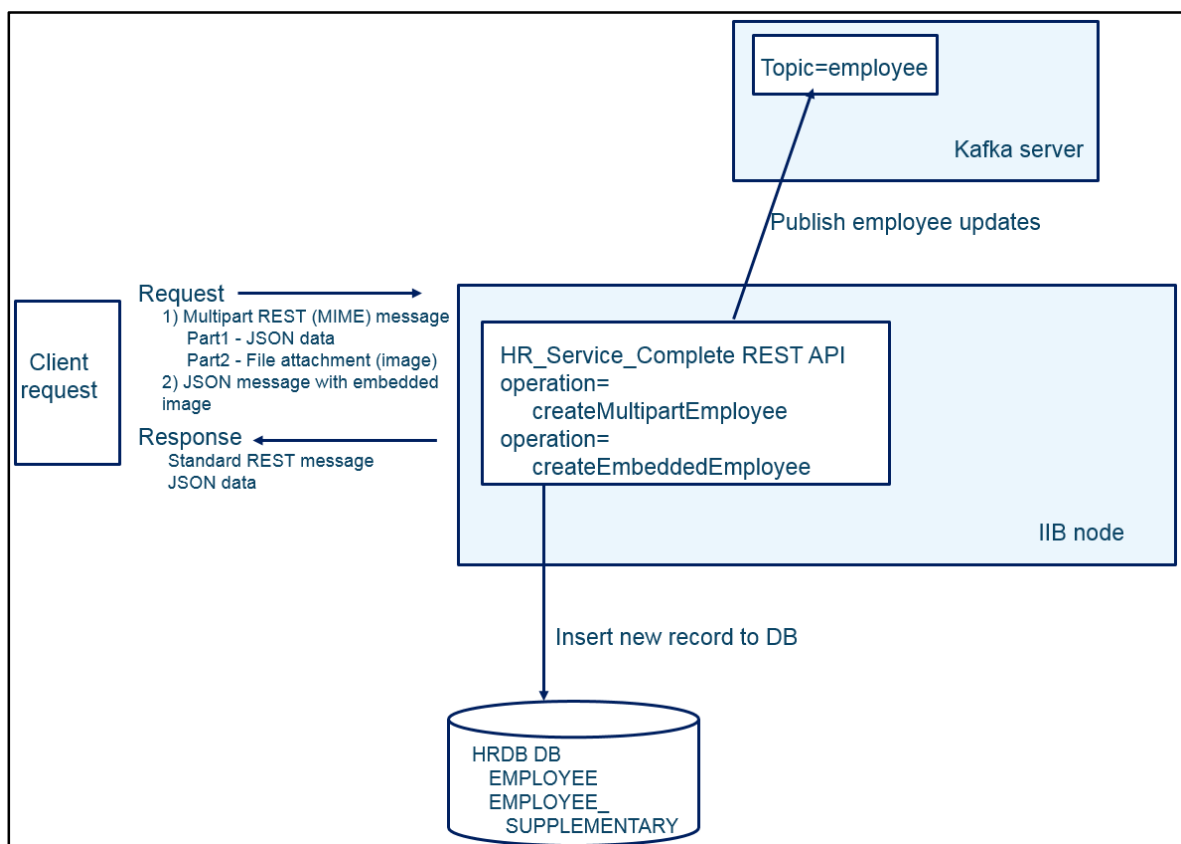 Topic=employee
Kafka server
Publish employee updates
Client
request
Request
1) Multipart REST (MIME) message
Part1 - JSON data
Part2 - File attachment (image)
2) JSON message with embedded
image
Response
Standard REST message
JSON data
HR_Service_Complete REST API
operation=
createMultipartEmployee
operation=
createEmbeddedEmployee
IIB node
Insert new record to DB
HRDB DB
EMPLOYEE
EMPLOYEE_
SUPPLEMENTARY